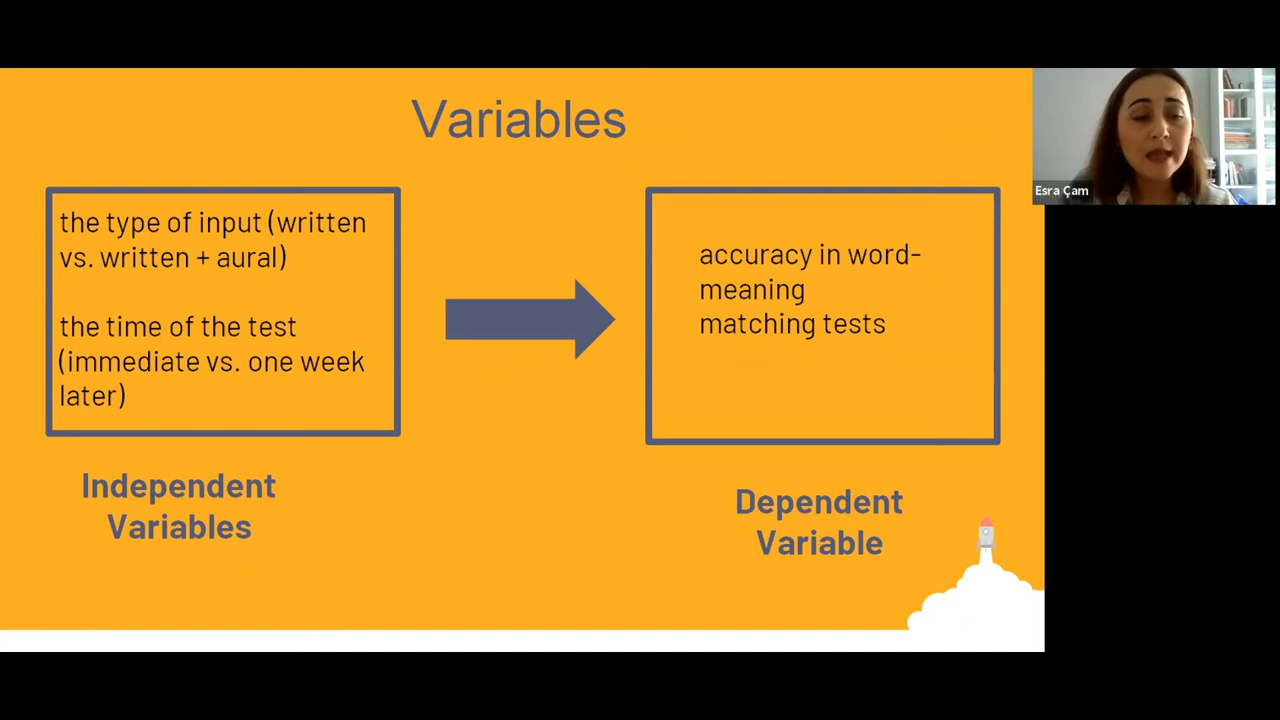 Variables
the type of input (written
vs. written + aural)
the time of the test
(immediate vs. one week
later)
Independent
Variables
accuracy in word-
meaning
matching tests
Dependent
Variable
Esra Çam